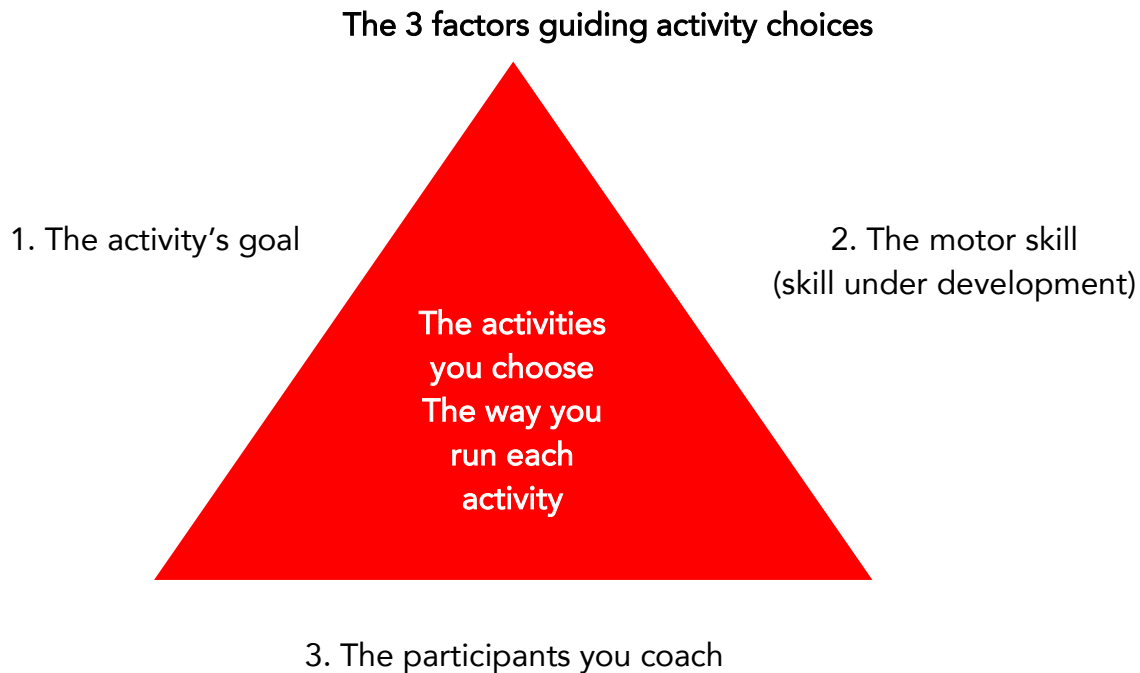 The 3 factors guiding activity choices
1. The activity’s goal
2. The motor skill
(skill under development)
The activities
you choose
The way you
run each
activity
3. The participants you coach